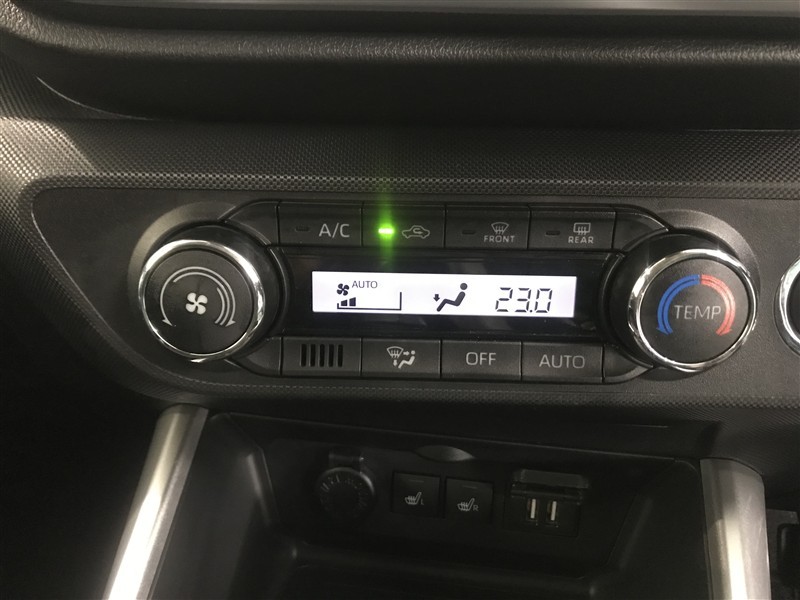 A/C
FRONT
REAR
AUTO
23.0
TEMP
OFF
AUTO
L
R